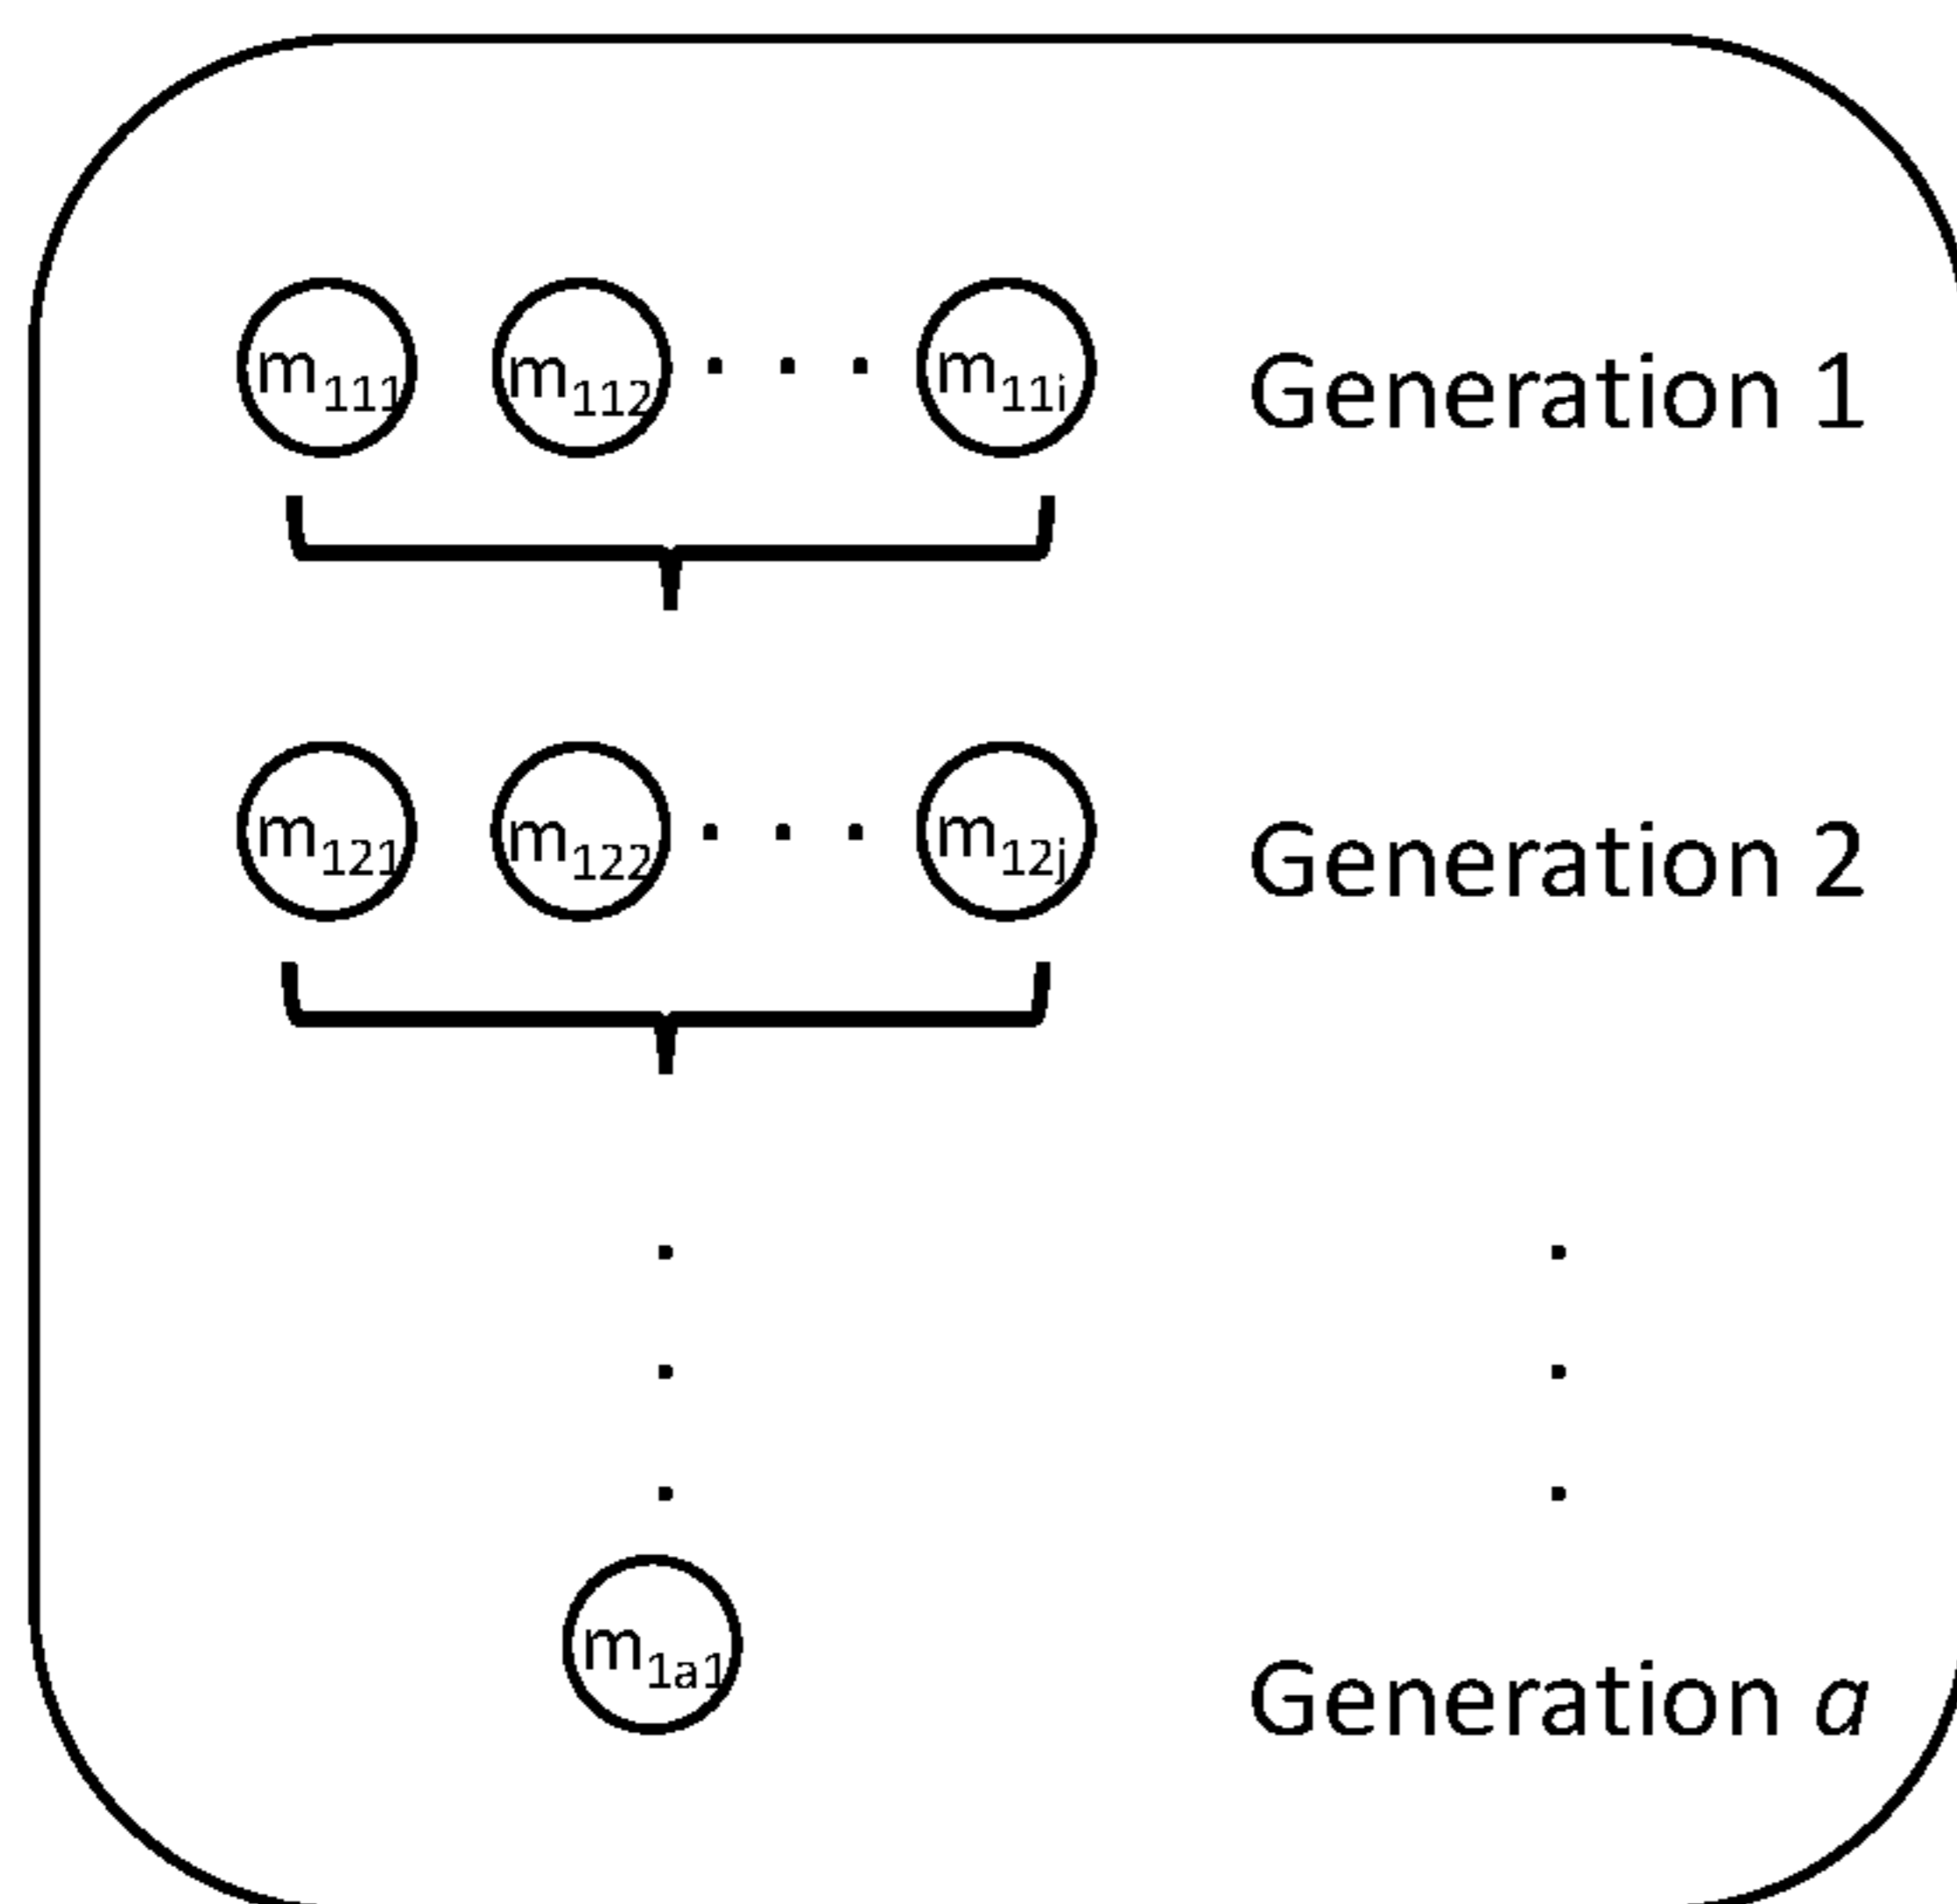 m111 m112 . . . m11i Generation 1
m121 m122 . . . m12j Generation 2
m1a1 Generation a